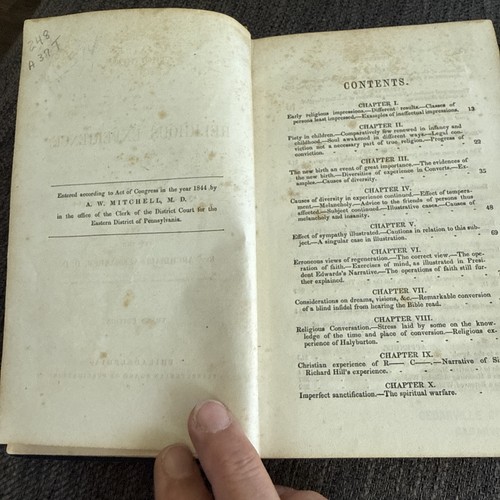 248
A 377
Entered according to Act of Congress in the year 1844 by
A. W. MITCHELL, M. D.
in the office of the Clerk of the District Court for the
Eastern District of Pennsylvania.
CONTENTS.
CHAPTER I.
Early religious impressions.—Different results.—Classes of
persons least impressed.—Examples of ineffectual impressions. 19
CHAPTER II.
Piety in children.—Comparatively few renewed in infancy and
childhood.—Soul awakened in different ways.—Legal con-
viction not a necessary part of true religion.—Progress of
conviction. 22
CHAPTER III.
The new birth an event of great importance.—The evidences of
the new birth.—Diversities of experience in Converts.—Ex-
amples.—Causes of diversity. 35
CHAPTER IV.
Causes of diversity in experience continued.—Effect of tempera-
ment.—Melancholy.—Advice to the friends of persons thus
affected.—Subject continued.—Illustrative cases.—Causes of
melancholy and insanity. 48
CHAPTER V.
Effect of sympathy illustrated.—Cautions in relation to this sub-
ject.—A singular case in illustration. 69
CHAPTER VI.
Erroneous views of regeneration.—The correct view.—The ope-
ration of faith.—Exercises of mind, as illustrated in Presi-
dent Edwards's Narrative.—The operations of faith still fur-
ther explained.
CHAPTER VII.
Considerations on dreams, visions, &c.—Remarkable conversion
of a blind infidel from hearing the Bible read.
CHAPTER VIII.
Religious Conversation.—Stress laid by some on the know-
ledge of the time and place of conversion.—Religious ex-
perience of Halyburton.
CHAPTER IX.
Christian experience of R—— C——.—Narrative of Sir
Richard Hill's experience.
CHAPTER X.
Imperfect sanctification.—The spiritual warfare.